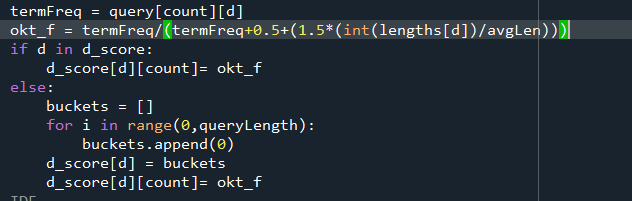 termFreq = query[count][d]
okt_f = termFreq/(termFreq+0.5+(1.5*(int(lengths[d])/avgLen)))
if d in d_score:
    d_score[d][count]= okt_f
else:
    buckets = []
    for i in range(0,queryLength):
        buckets.append(0)
    d_score[d] = buckets
    d_score[d][count]= okt_f